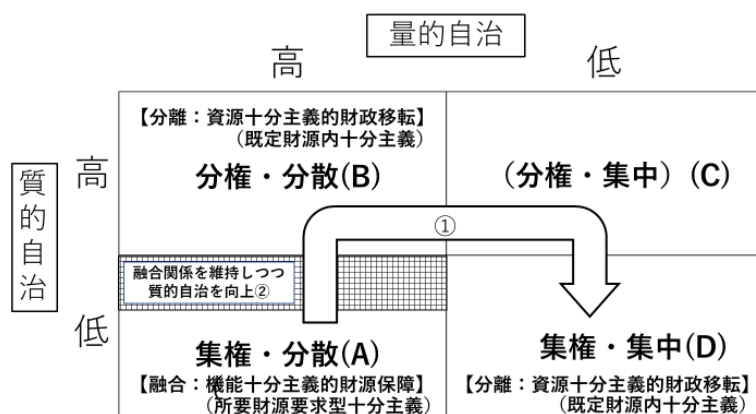 量的自治
高
低
質的自治
高
【分離：資源十分主義的財政移転】
（既定財源内十分主義）
分権・分散(B)
（分権・集中）(C)
①
融合関係を維持しつつ
質的自治を向上②
低
集権・分散(A)
【融合：機能十分主義的財源保障】
（所要財源要求型十分主義）
集権・集中(D)
【分離：資源十分主義的財政移転】
（既定財源内十分主義）